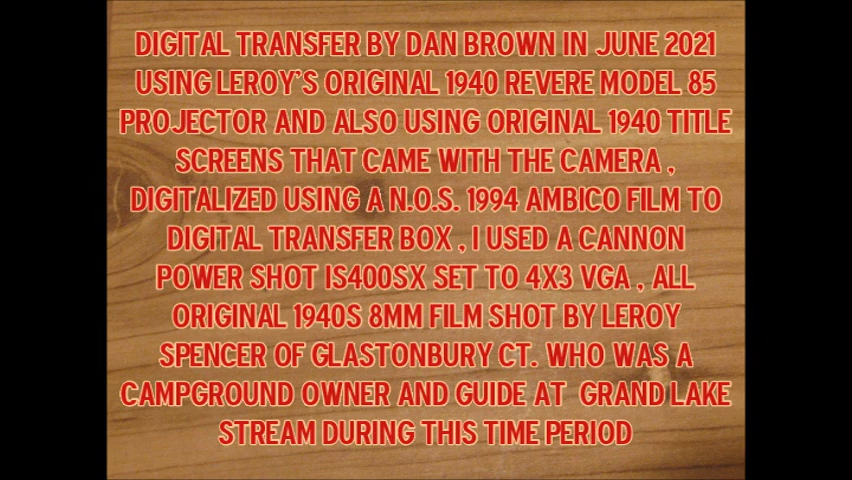 DIGITAL TRANSFER BY DAN BROWN IN JUNE 2021
USING LEROY'S ORIGINAL 1940 REVERE MODEL 85
PROJECTOR AND ALSO USING ORIGINAL 1940 TITLE
SCREENS THAT CAME WITH THE CAMERA ,
DIGITALIZED USING A N.O.S. 1994 AMBICO FILM TO
DIGITAL TRANSFER BOX , I USED A CANNON
POWER SHOT IS400SX SET TO 4X3 VGA , ALL
ORIGINAL 1940S 8MM FILM SHOT BY LEROY
SPENCER OF GLASTONBURY CT. WHO WAS A
CAMPGROUND OWNER AND GUIDE AT GRAND LAKE
STREAM DURING THIS TIME PERIOD